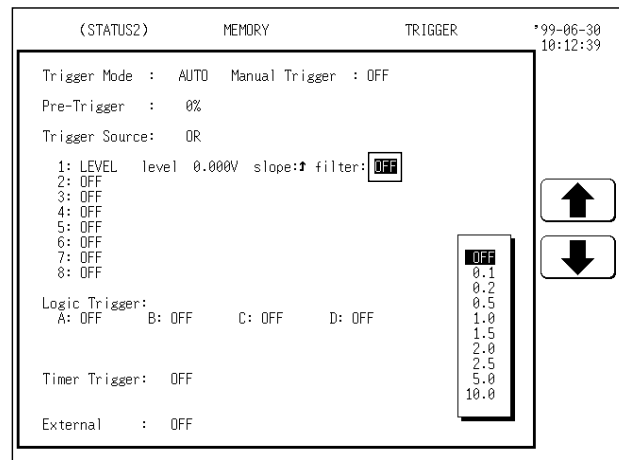 (STATUS2) MEMORY TRIGGER '99-06-30
10:12:39
Trigger Mode : AUTO Manual Trigger : OFF
Pre-Trigger : 0%
Trigger Source: OR
1: LEVEL level 0.000V slope:↑ filter: OFF
2: OFF
3: OFF
4: OFF
5: OFF
6: OFF
7: OFF
8: OFF
OFF
0.1
0.2
0.5
1.0
1.5
2.0
2.5
5.0
10.0
Logic Trigger:
A: OFF B: OFF C: OFF D: OFF
Timer Trigger: OFF
External : OFF